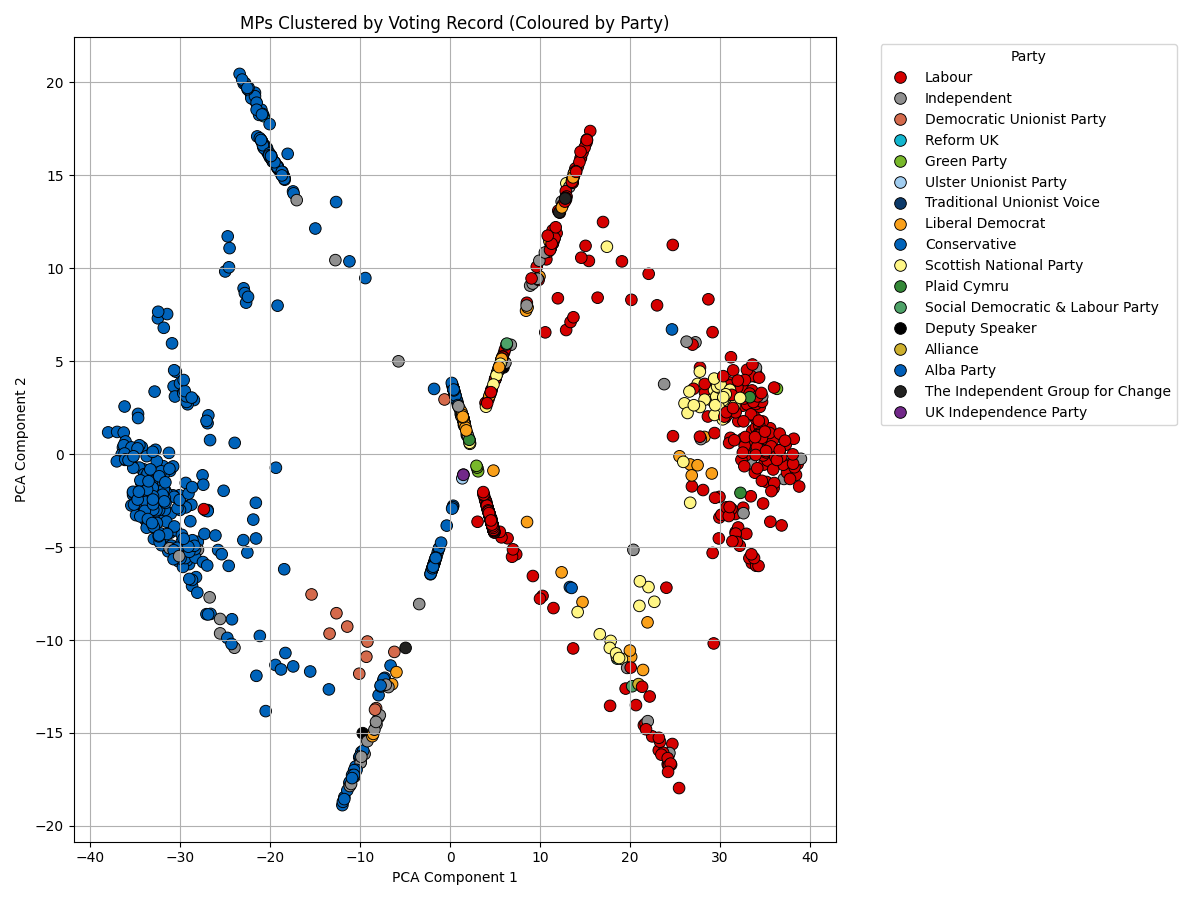 MPs Clustered by Voting Record (Coloured by Party)
PCA Component 2
20
15
10
5
0
−5
−10
−15
−20
−40
−30
−20
−10
0
10
20
30
40
PCA Component 1
Party
Labour
Independent
Democratic Unionist Party
Reform UK
Green Party
Ulster Unionist Party
Traditional Unionist Voice
Liberal Democrat
Conservative
Scottish National Party
Plaid Cymru
Social Democratic & Labour Party
Deputy Speaker
Alliance
Alba Party
The Independent Group for Change
UK Independence Party